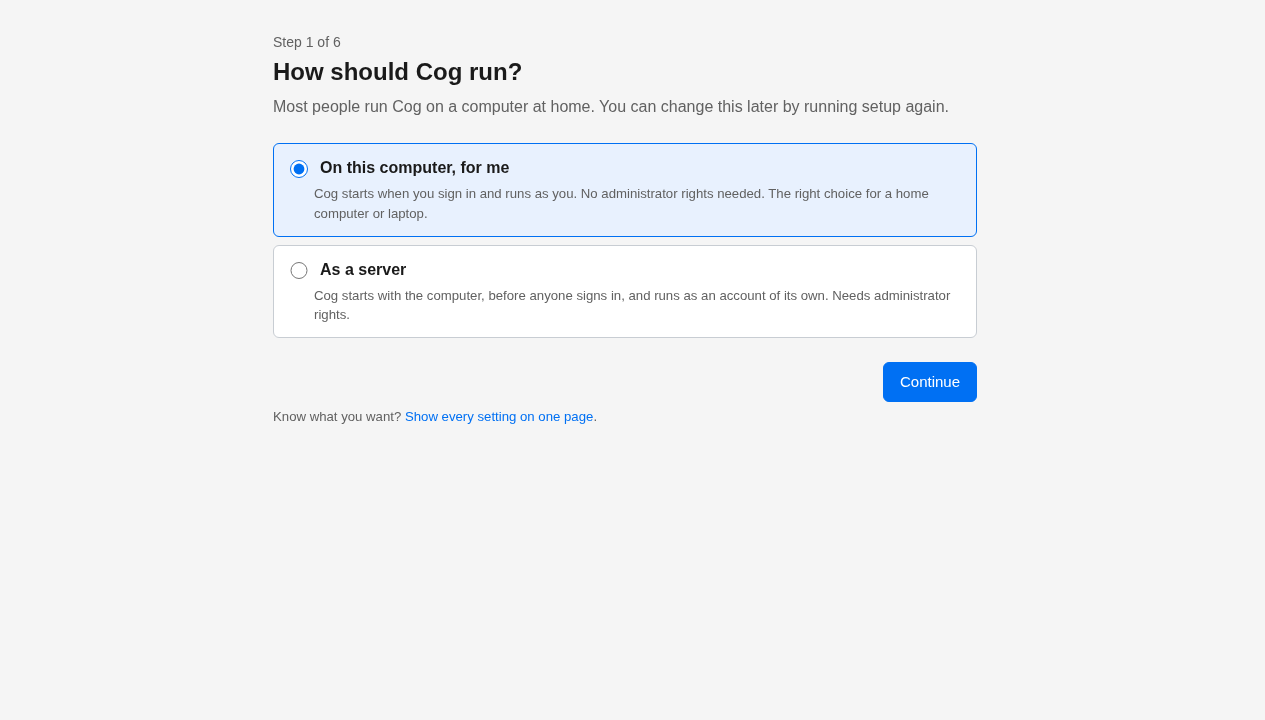 Step 1 of 6
How should Cog run?
Most people run Cog on a computer at home. You can change this later by running setup again.
On this computer, for me
Cog starts when you sign in and runs as you. No administrator rights needed. The right choice for a home
computer or laptop.
As a server
Cog starts with the computer, before anyone signs in, and runs as an account of its own. Needs administrator
rights.
Continue
Know what you want? Show every setting on one page.